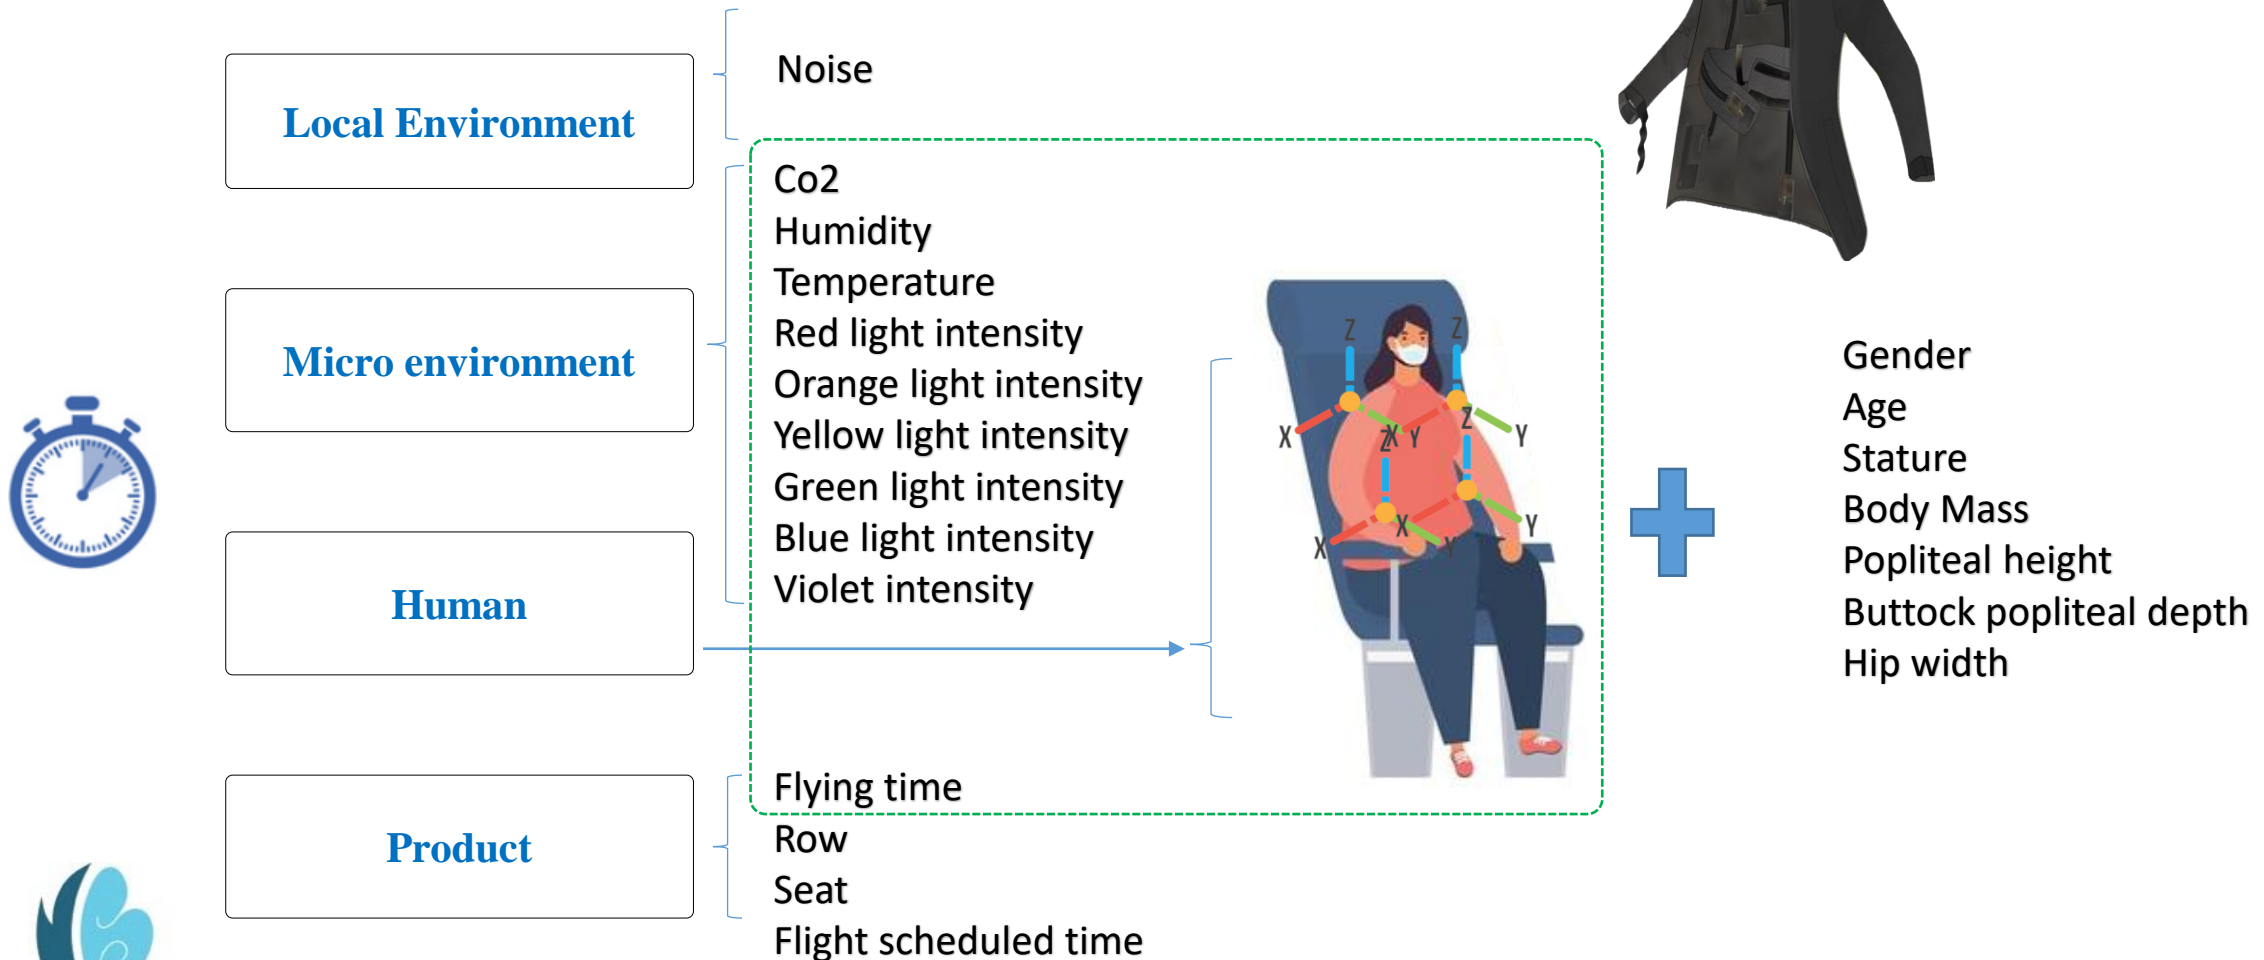 Local Environment
Noise
Micro environment
Co2
Humidity
Temperature
Red light intensity
Orange light intensity
Yellow light intensity
Green light intensity
Blue light intensity
Violet intensity
Human
Z
Z
X
X
Y
Y
Z
Z
X
X
Y
Y
Gender
Age
Stature
Body Mass
Popliteal height
Buttock popliteal depth
Hip width
Product
Flying time
Row
Seat
Flight scheduled time